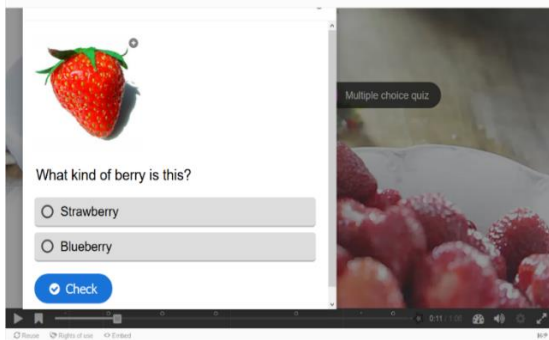 Multiple choice quiz
What kind of berry is this?
Strawberry
Blueberry
Check
0:11 / 1:00
Reuse Rights of use Embed